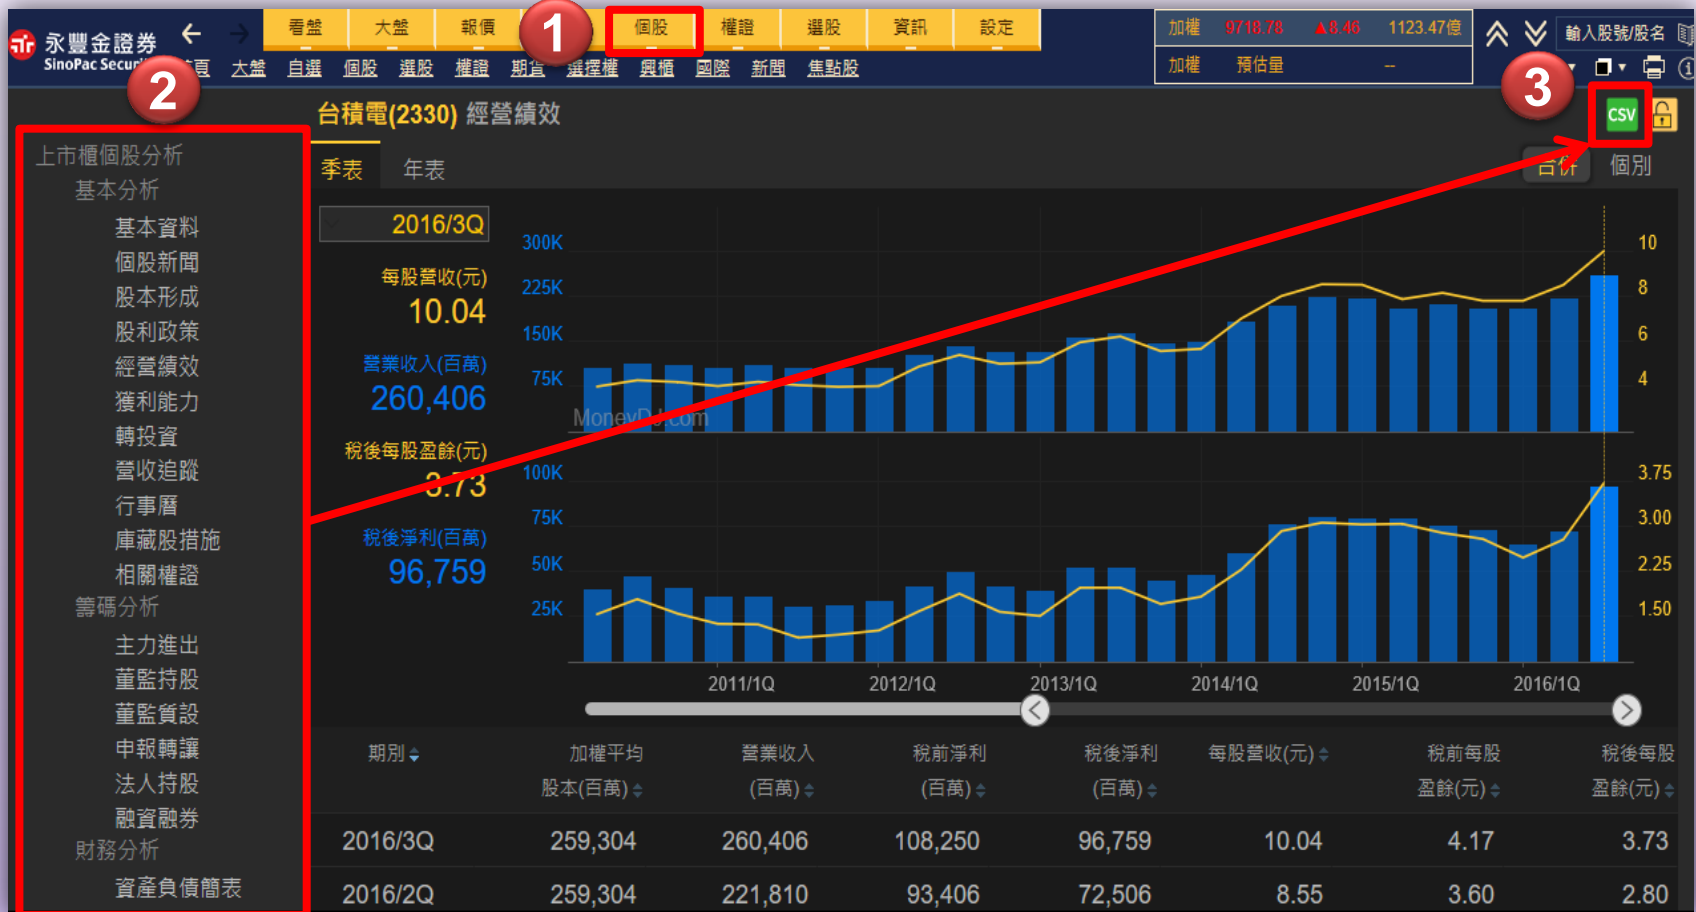 看盤 大盤 報價 1 個股 權證 選股 資訊 設定
加權 9718.78 ▲8.46 1123.47億
輸入股號/股名
永豐金證券
SinoPac Securi
頁 大盤 自選 個股 選股 權證 期貨 選擇權 興櫃 國際 新聞 焦點股
加權 預估量 --
2
3
台積電(2330) 經營績效
CSV
季表 年表
合併 個別
上市櫃個股分析
基本分析
基本資料
個股新聞
股本形成
股利政策
經營績效
獲利能力
轉投資
營收追蹤
行事曆
庫藏股措施
相關權證
籌碼分析
主力進出
董監持股
董監質設
申報轉讓
法人持股
融資融券
財務分析
資產負債簡表
2016/3Q
每股營收(元)
10.04
營業收入(百萬)
260,406
稅後每股盈餘(元)
3.73
稅後淨利(百萬)
96,759
300K 10
225K 8
150K 6
75K 4
MoneyDJ.com
100K 3.75
75K 3.00
50K 2.25
25K 1.50
2011/1Q 2012/1Q 2013/1Q 2014/1Q 2015/1Q 2016/1Q
期別 加權平均 營業收入 稅前淨利 稅後淨利 每股營收(元) 稅前每股 稅後每股
股本(百萬) (百萬) (百萬) (百萬) 盈餘(元) 盈餘(元)
2016/3Q 259,304 260,406 108,250 96,759 10.04 4.17 3.73
2016/2Q 259,304 221,810 93,406 72,506 8.55 3.60 2.80